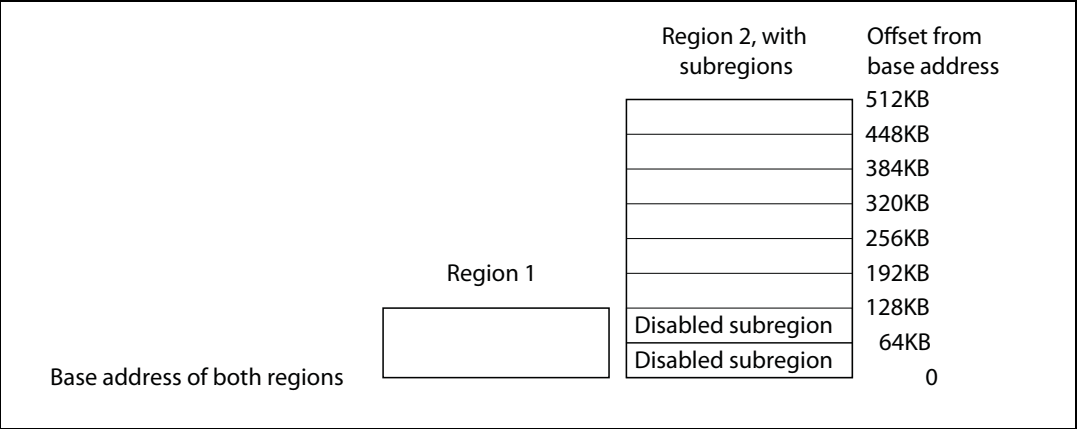 Region 2, with
subregions
Offset from
base address
512KB
448KB
384KB
320KB
256KB
Region 1
192KB
128KB
Disabled subregion
64KB
Disabled subregion
Base address of both regions
0